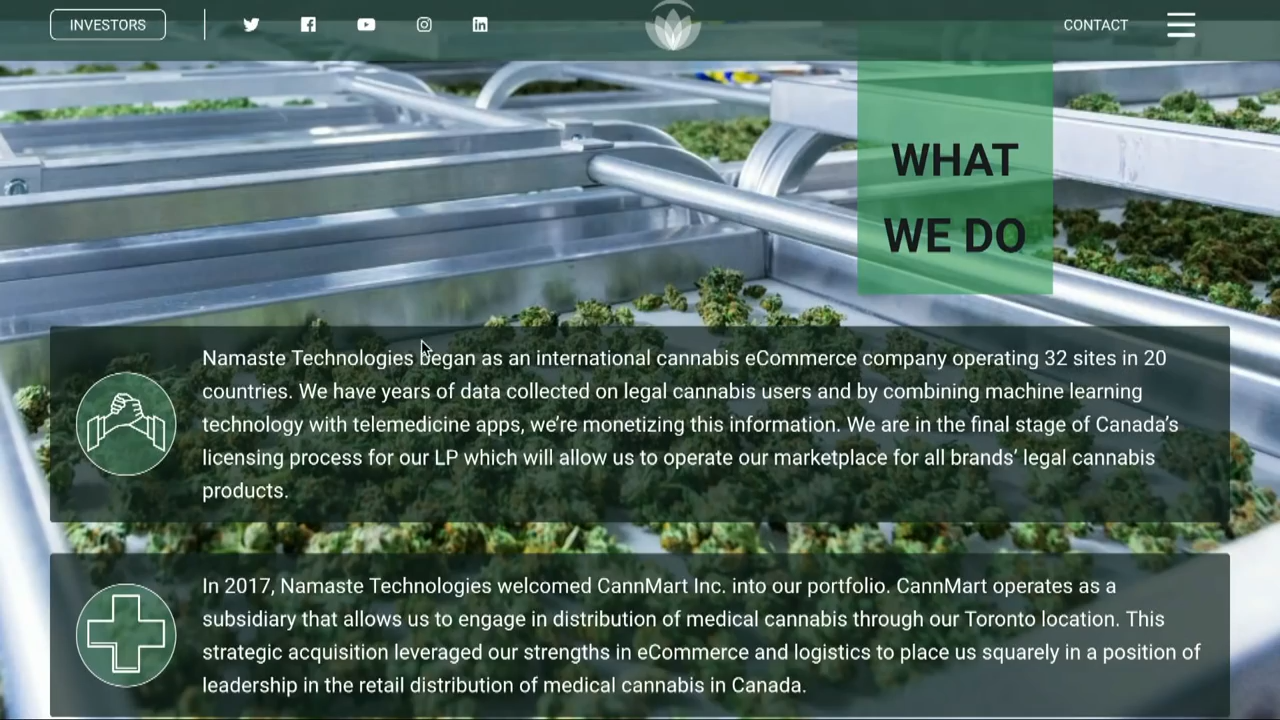 INVESTORS
CONTACT
WHAT
WE DO
Namaste Technologies began as an international cannabis eCommerce company operating 32 sites in 20
countries. We have years of data collected on legal cannabis users and by combining machine learning
technology with telemedicine apps, we’re monetizing this information. We are in the final stage of Canada’s
licensing process for our LP which will allow us to operate our marketplace for all brands’ legal cannabis
products.
In 2017, Namaste Technologies welcomed CannMart Inc. into our portfolio. CannMart operates as a
subsidiary that allows us to engage in distribution of medical cannabis through our Toronto location. This
strategic acquisition leveraged our strengths in eCommerce and logistics to place us squarely in a position of
leadership in the retail distribution of medical cannabis in Canada.